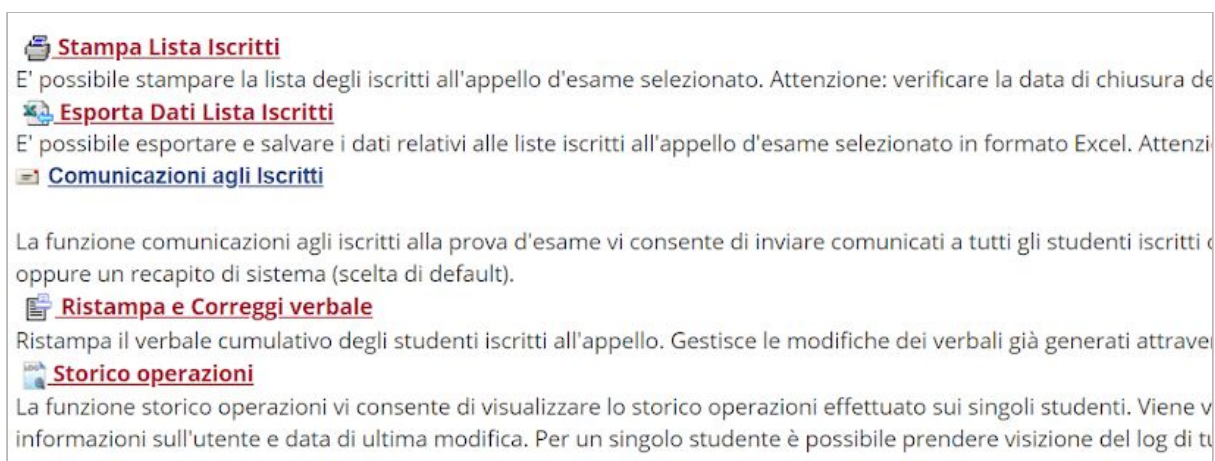 Stampa Lista Iscritti
E' possibile stampare la lista degli iscritti all'appello d'esame selezionato. Attenzione: verificare la data di chiusura
Esporta Dati Lista Iscritti
E' possibile esportare e salvare i dati relativi alle liste iscritti all'appello d'esame selezionato in formato Excel.
Comunicazioni agli Iscritti
La funzione comunicazioni agli iscritti alla prova d'esame vi consente di inviare comunicati a tutti gli studenti iscritti
oppure un recapito di sistema (scelta di default).
Ristampa e Correggi verbale
Ristampa il verbale cumulativo degli studenti iscritti all'appello. Gestisce le modifiche dei verbali già generati
Storico operazioni
La funzione storico operazioni vi consente di visualizzare lo storico operazioni effettuato sui singoli studenti. Viene
informazioni sull'utente e data di ultima modifica. Per un singolo studente è possibile prendere visizione del log di